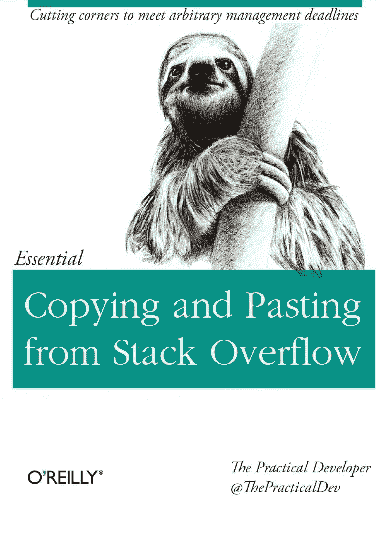 Cutting corners to meet arbitrary management deadlines
Essential
Copying and Pasting
from Stack Overflow
O'REILLY®
The Practical Developer
@ThePracticalDev